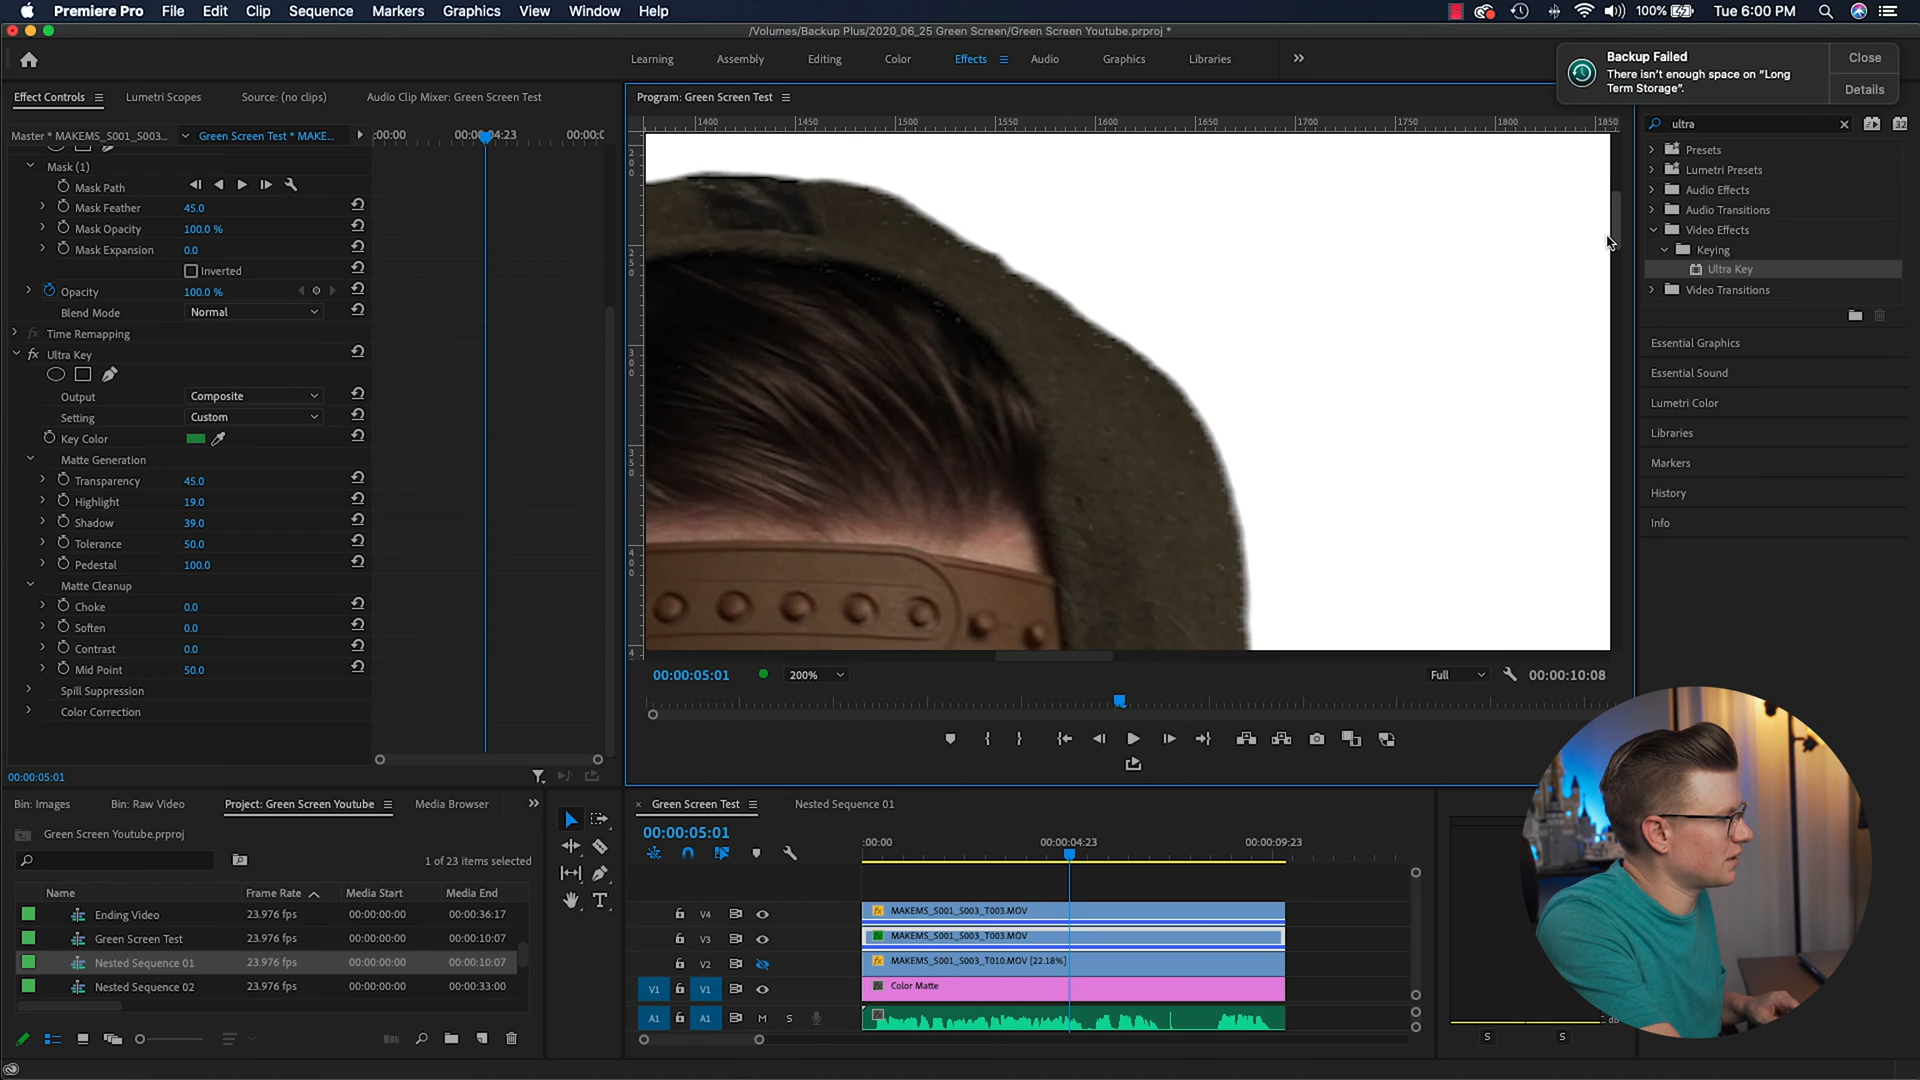 Premiere Pro File Edit Clip Sequence Markers Graphics View Window Help 100% Tue 6:00 PM
/Volumes/Backup Plus/2020_06_25 Green Screen/Green Screen Youtube.prproj *
Learning Assembly Editing Color Effects Audio Graphics Libraries
Backup Failed
There isn't enough space on "Long
Term Storage".
Close
Details
Effect Controls Lumetri Scopes Source: (no clips) Audio Clip Mixer: Green Screen Test
Program: Green Screen Test
Master * MAKEMS_S001_S003... Green Screen Test * MAKE... :00:00 00:00:04:23 00:00:0
1400 1450 1500 1550 1600 1650 1700 1750 1800 1850
200
250
300
350
400
4
Mask (1)
Mask Path
Mask Feather 45.0
Mask Opacity 100.0 %
Mask Expansion 0.0
Inverted
Opacity 100.0 %
Blend Mode Normal
Time Remapping
fx Ultra Key
Output Composite
Setting Custom
Key Color
Matte Generation
Transparency 45.0
Highlight 19.0
Shadow 39.0
Tolerance 50.0
Pedestal 100.0
Matte Cleanup
Choke 0.0
Soften 0.0
Contrast 0.0
Mid Point 50.0
Spill Suppression
Color Correction
00:00:05:01
ultra
32
Presets
Lumetri Presets
Audio Effects
Audio Transitions
Video Effects
Keying
Ultra Key
Video Transitions
Essential Graphics
Essential Sound
Lumetri Color
Libraries
Markers
History
Info
00:00:05:01 200% Full 00:00:10:08
Bin: Images Bin: Raw Video Project: Green Screen Youtube Media Browser
Green Screen Youtube.prproj
1 of 23 items selected
Name Frame Rate Media Start Media End
Ending Video 23.976 fps 00:00:00:00 00:00:36:17
Green Screen Test 23.976 fps 00:00:00:00 00:00:10:07
Nested Sequence 01 23.976 fps 00:00:00:00 00:00:10:07
Nested Sequence 02 23.976 fps 00:00:00:00 00:00:33:00
T
× Green Screen Test Nested Sequence 01
00:00:05:01
:00:00 00:00:04:23 00:00:09:23
V4 fx MAKEMS_S001_S003_T003.MOV
V3 fx MAKEMS_S001_S003_T003.MOV
V2 fx MAKEMS_S001_S003_T010.MOV [22.18%]
V1 V1 Color Matte
A1 A1 M S
S S